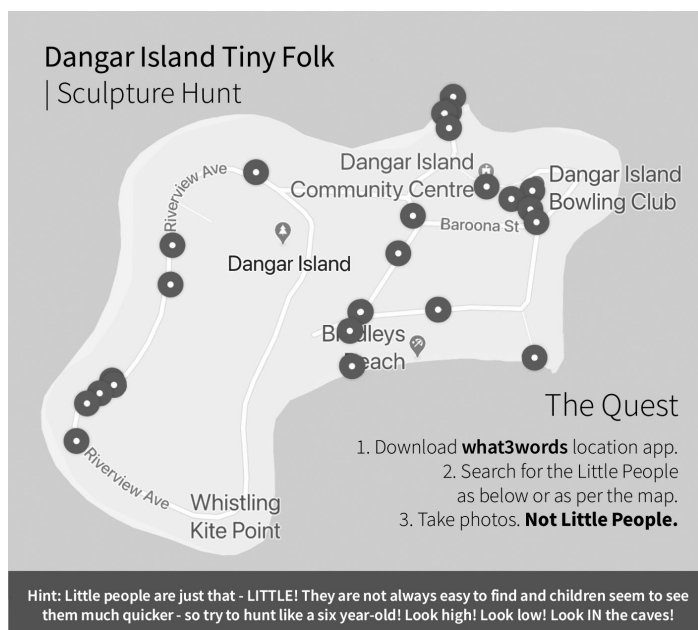 Dangar Island Tiny Folk
| Sculpture Hunt
Riverview Ave
Dangar Island
Community Centre
Dangar Island
Bowling Club
Baroona St
Dangar Island
Beach
The Quest
1. Download what3words location app.
2. Search for the Little People
as below or as per the map.
3. Take photos. Not Little People.
Riverview Ave
Whistling
Kite Point
Hint: Little people are just that - LITTLE! They are not always easy to find and children seem to see
them much quicker - so try to hunt like a six year-old! Look high! Look low! Look IN the caves!